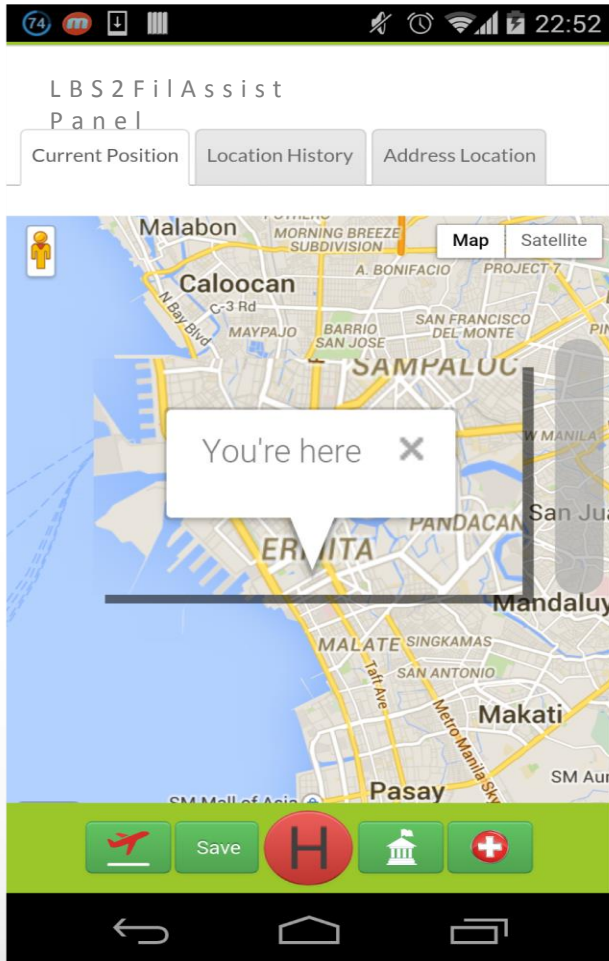 74 m 22:52
LBS2FilAssist
Panel
Current Position Location History Address Location
Malabon
MORNING BREEZE
SUBDIVISION
Map Satellite
A. BONIFACIO PROJECT 7
Caloocan
C-3 Rd
N Bay Blvd
MAYPAJO
BARRIO
SAN JOSE
SAN FRANCISCO
DEL MONTE
PIN
SAMPALOC
W MANILA
You're here ×
PANDACAN
San Jua
ERMITA
Mandaluy
MALATE
SINGKAMAS
SAN ANTONIO
Taft Ave
Metro Manila Sky
Makati
SM Aur
Pasay
SM Mall of Asia
Save H